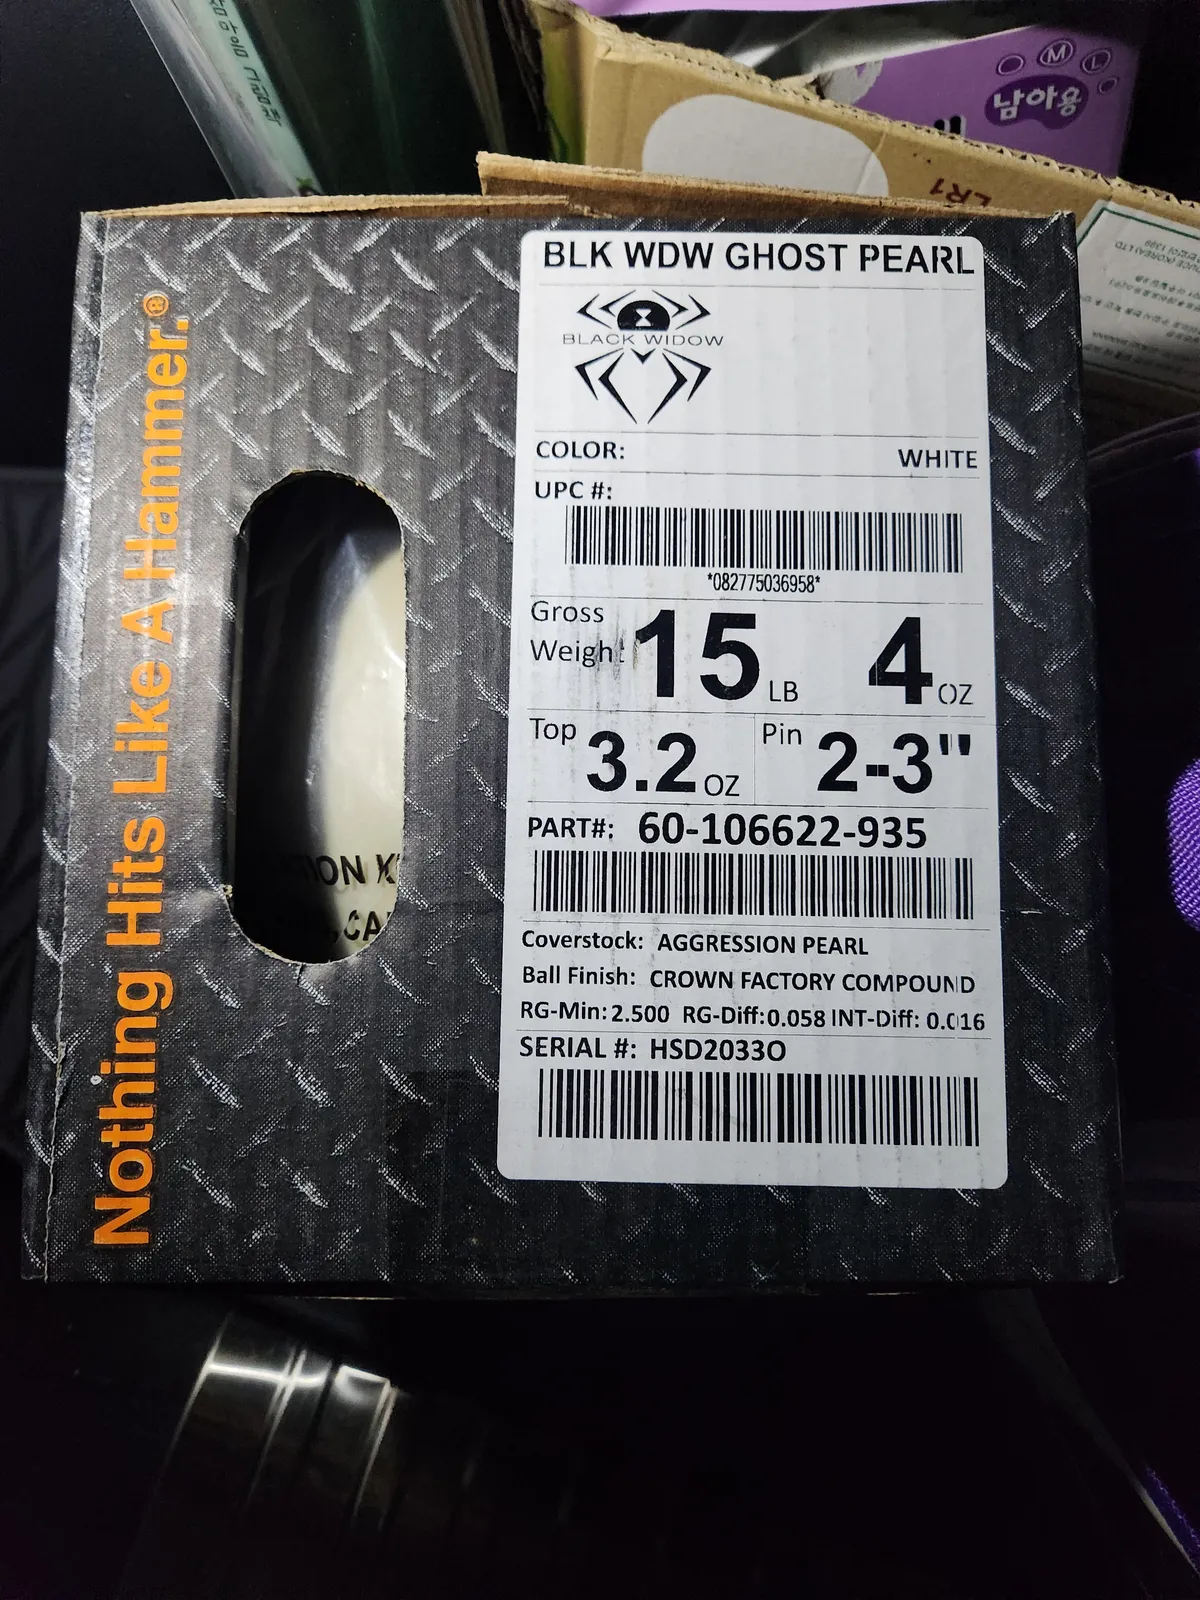 M L
남아용
LR1
Nothing Hits Like A Hammer.®
BLK WDW GHOST PEARL
BLACK WIDOW
COLOR: WHITE
UPC #:
*082775036958*
Gross Weight 15 LB 4 OZ
Top 3.2 OZ Pin 2-3"
PART#: 60-106622-935
Coverstock: AGGRESSION PEARL
Ball Finish: CROWN FACTORY COMPOUND
RG-Min: 2.500 RG-Diff: 0.058 INT-Diff: 0.016
SERIAL #: HSD2033O